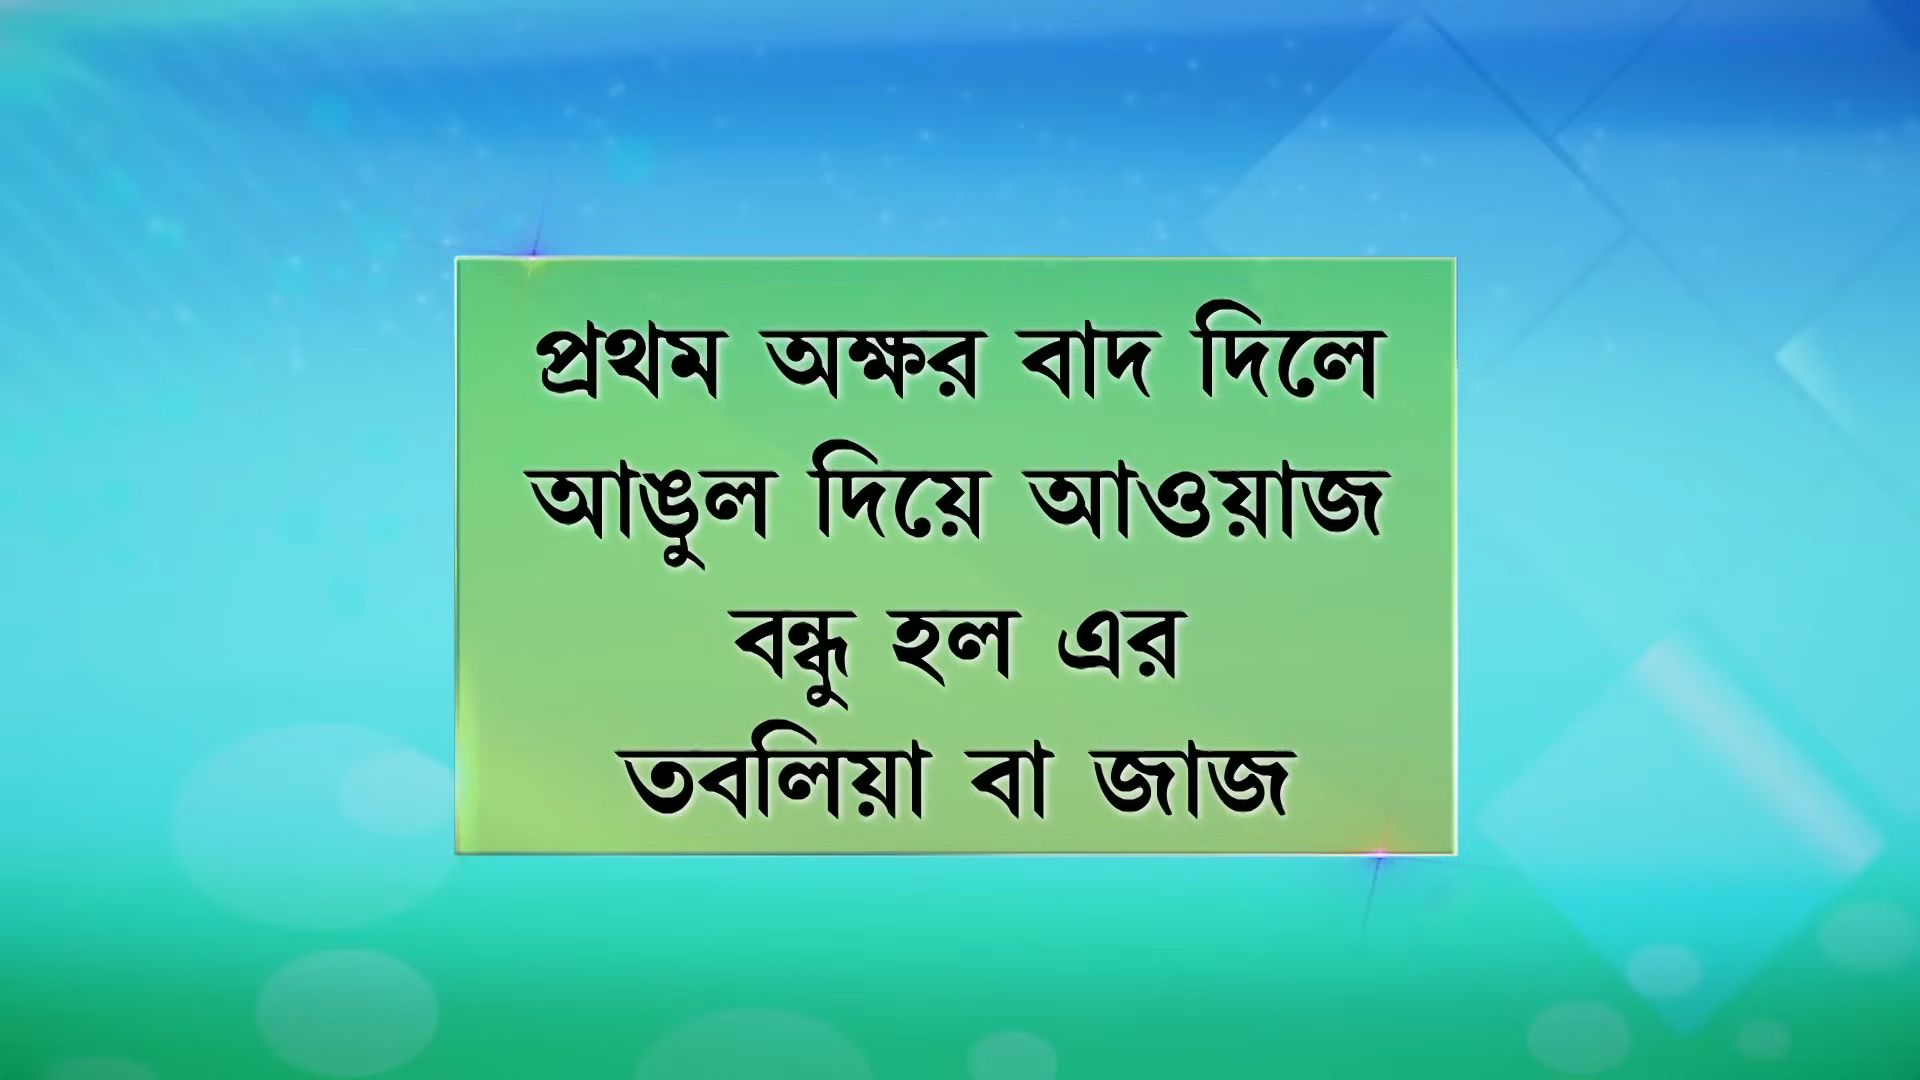 প্রথম অক্ষর বাদ দিলে
আঙুল দিয়ে আওয়াজ
বন্ধু হল এর
তবলিয়া বা জাজ